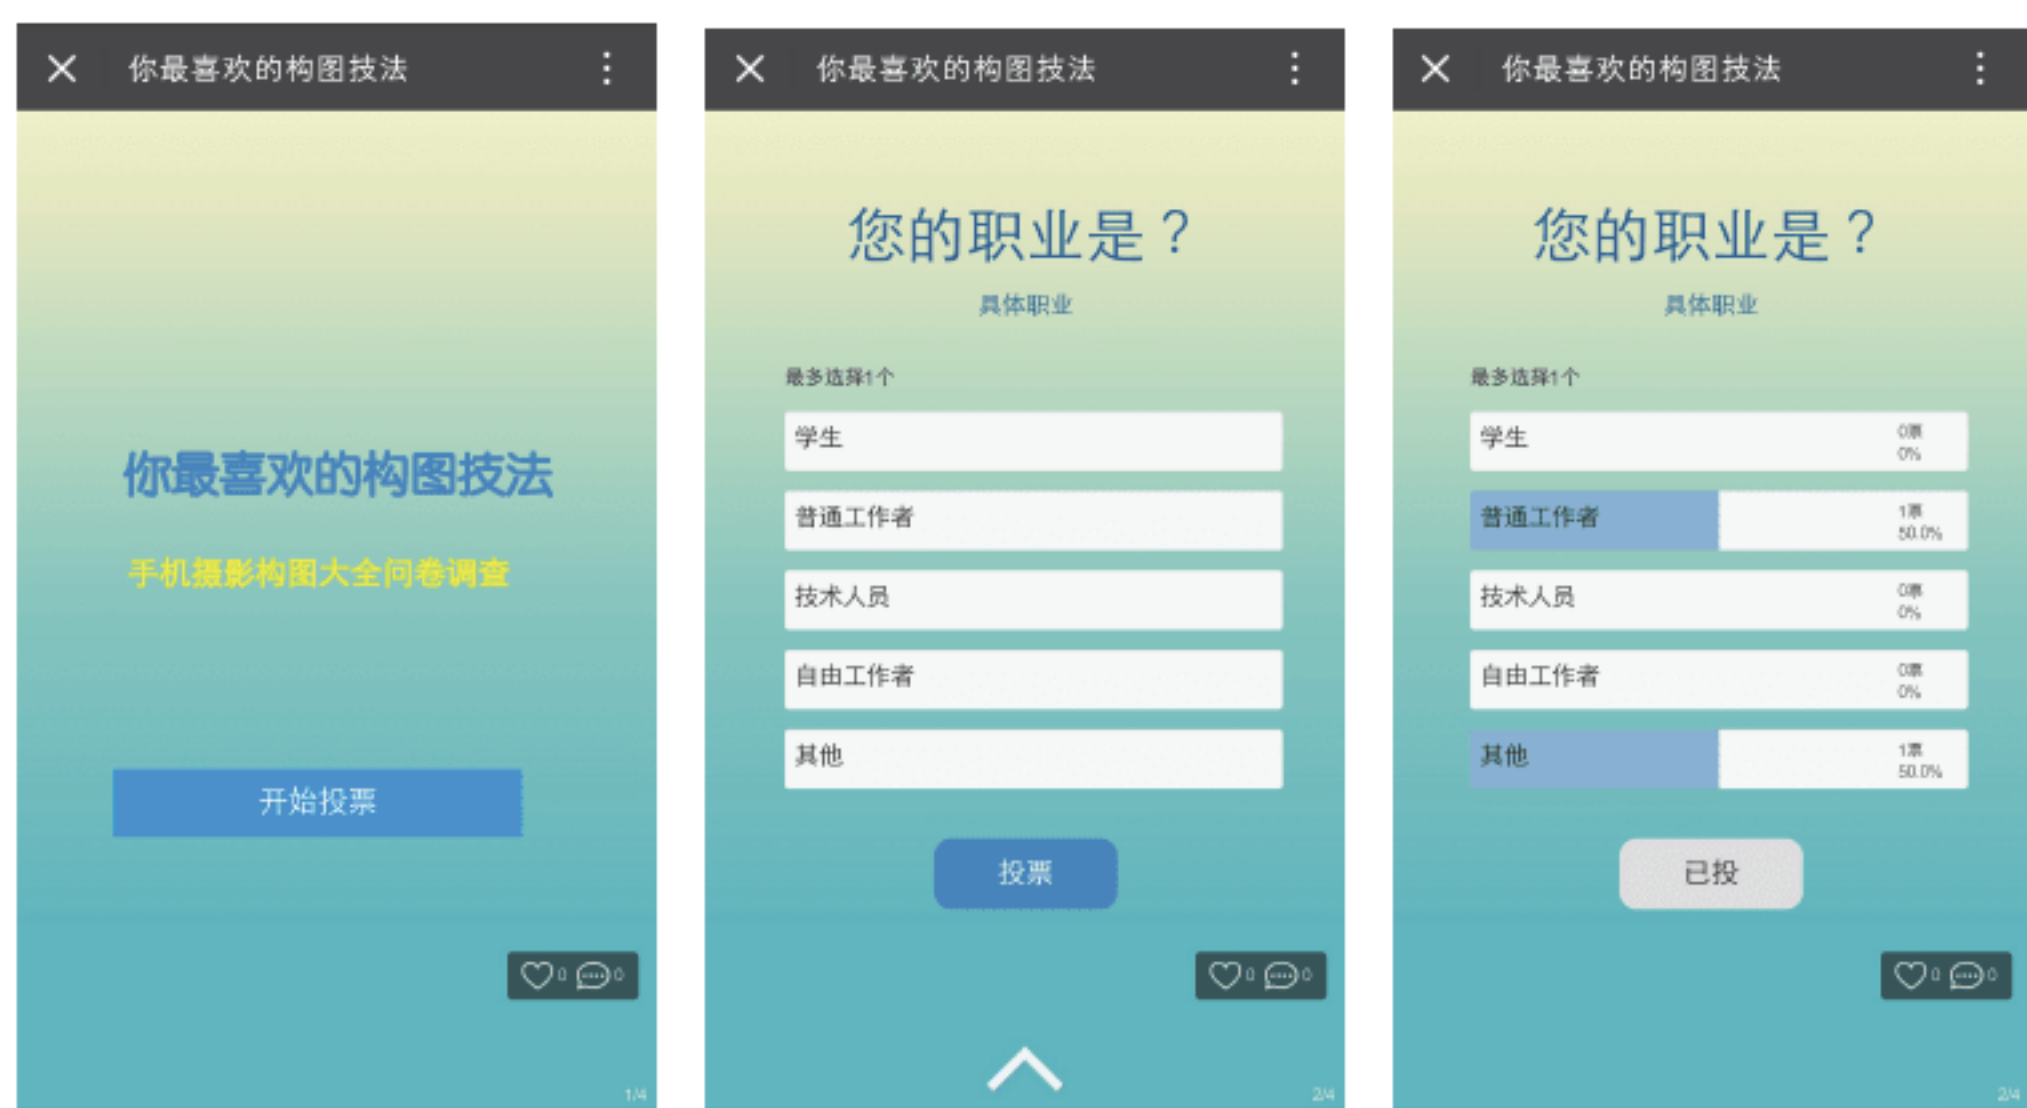 你最喜欢的构图技法
你最喜欢的构图技法
手机摄影构图大全问卷调查
开始投票
0 0
1/4
你最喜欢的构图技法
您的职业是？
具体职业
最多选择1个
学生
普通工作者
技术人员
自由工作者
其他
投票
0 0
2/4
你最喜欢的构图技法
您的职业是？
具体职业
最多选择1个
学生
0票
0%
普通工作者
1票
50.0%
技术人员
0票
0%
自由工作者
0票
0%
其他
1票
50.0%
已投
0 0
2/4